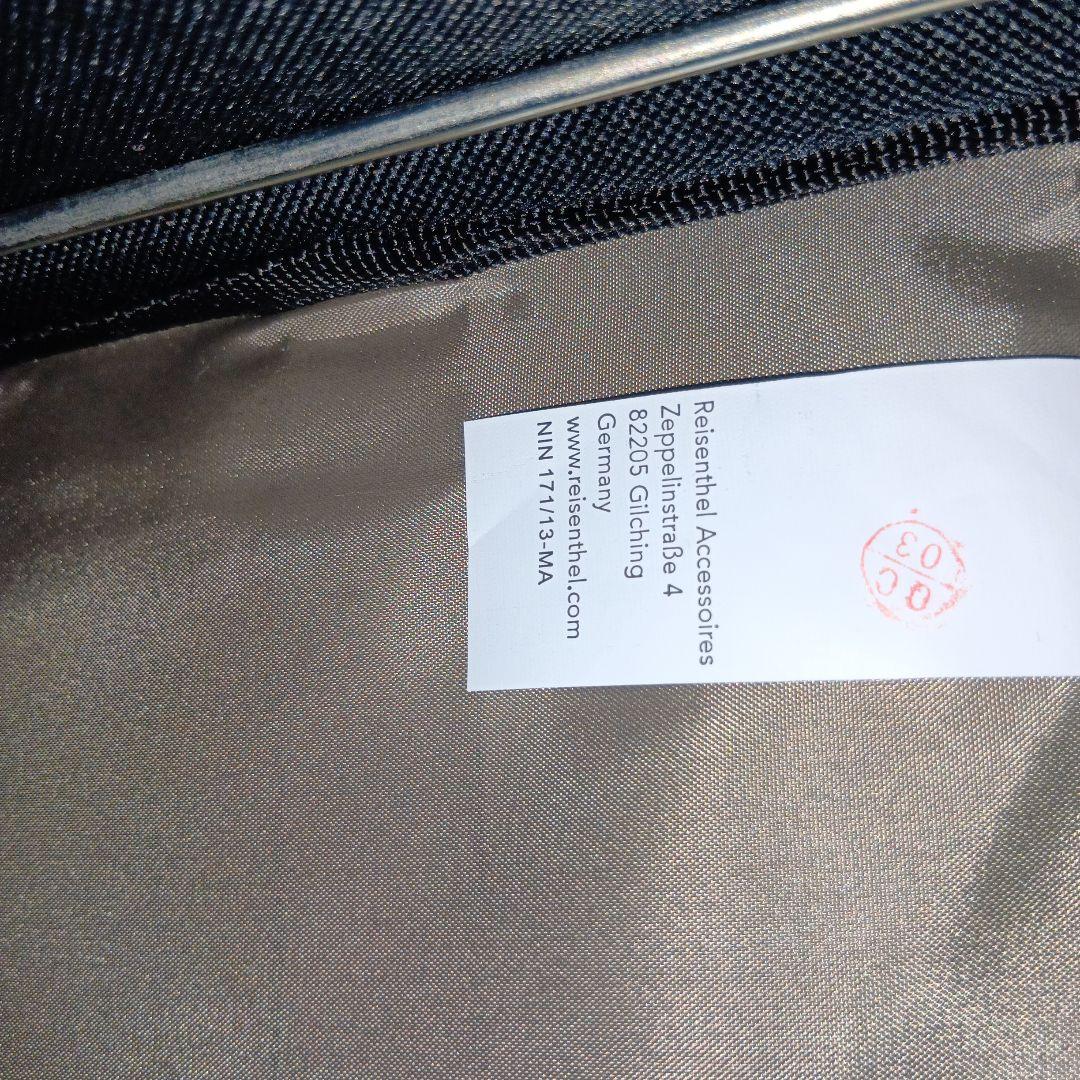 Reisenthel Accessoires
Zeppelinstraße 4
82205 Gilching
Germany
www.reisenthel.com
NIN 171/13-MA
QC
03